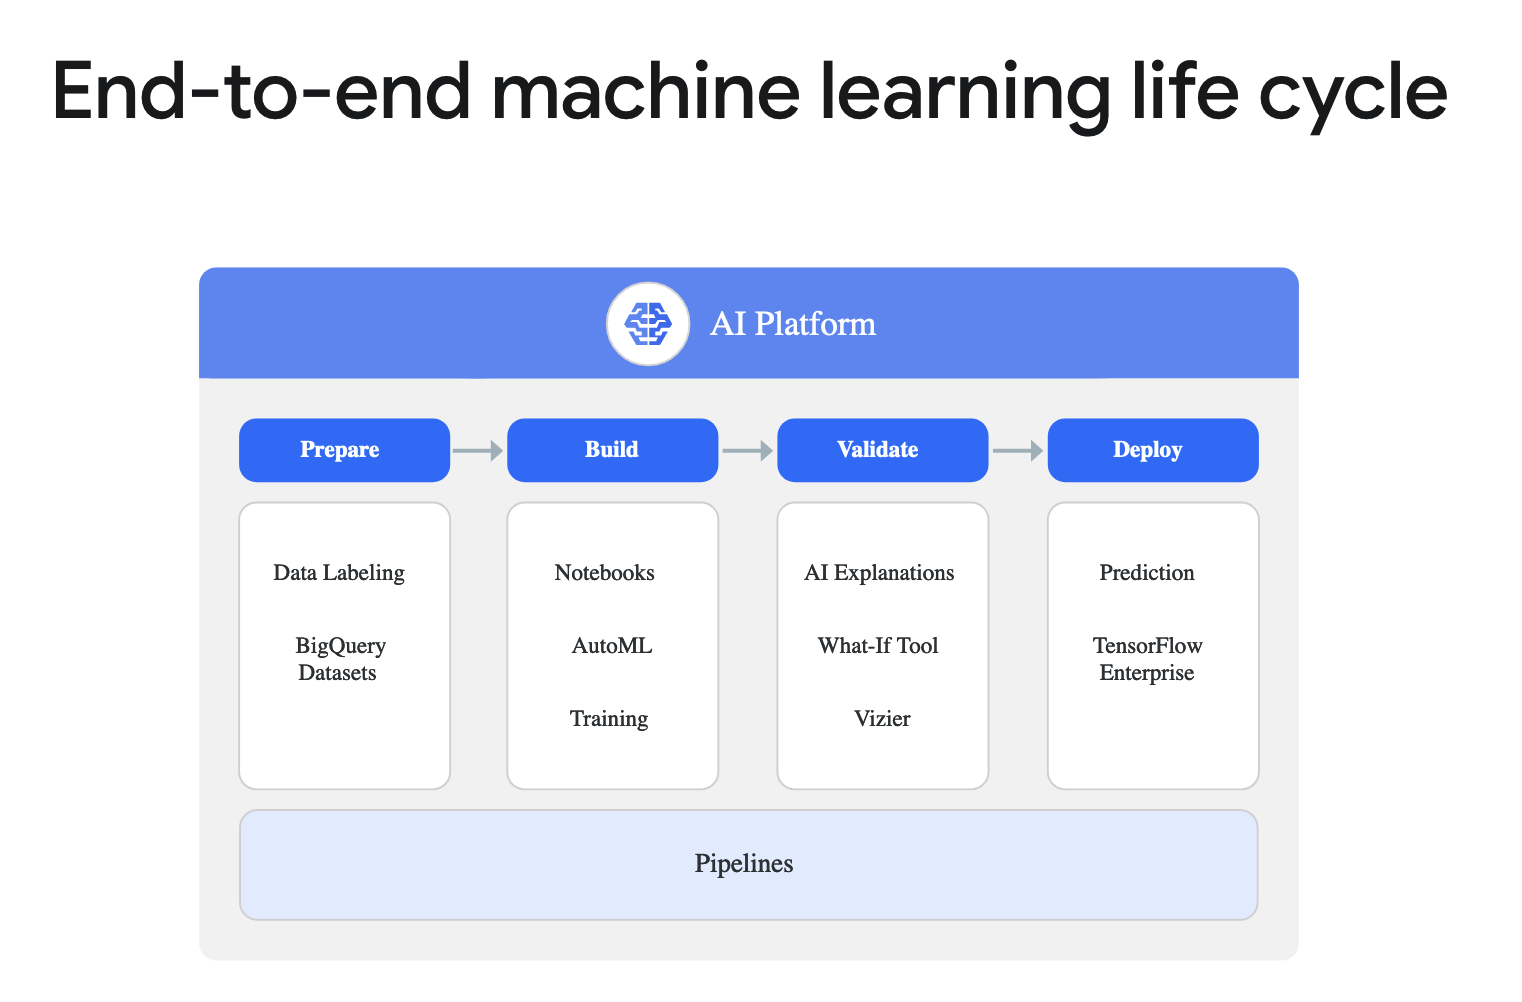 End-to-end machine learning life cycle
AI Platform
Prepare
Build
Validate
Deploy
Data Labeling
BigQuery
Datasets
Notebooks
AutoML
Training
AI Explanations
What-If Tool
Vizier
Prediction
TensorFlow
Enterprise
Pipelines